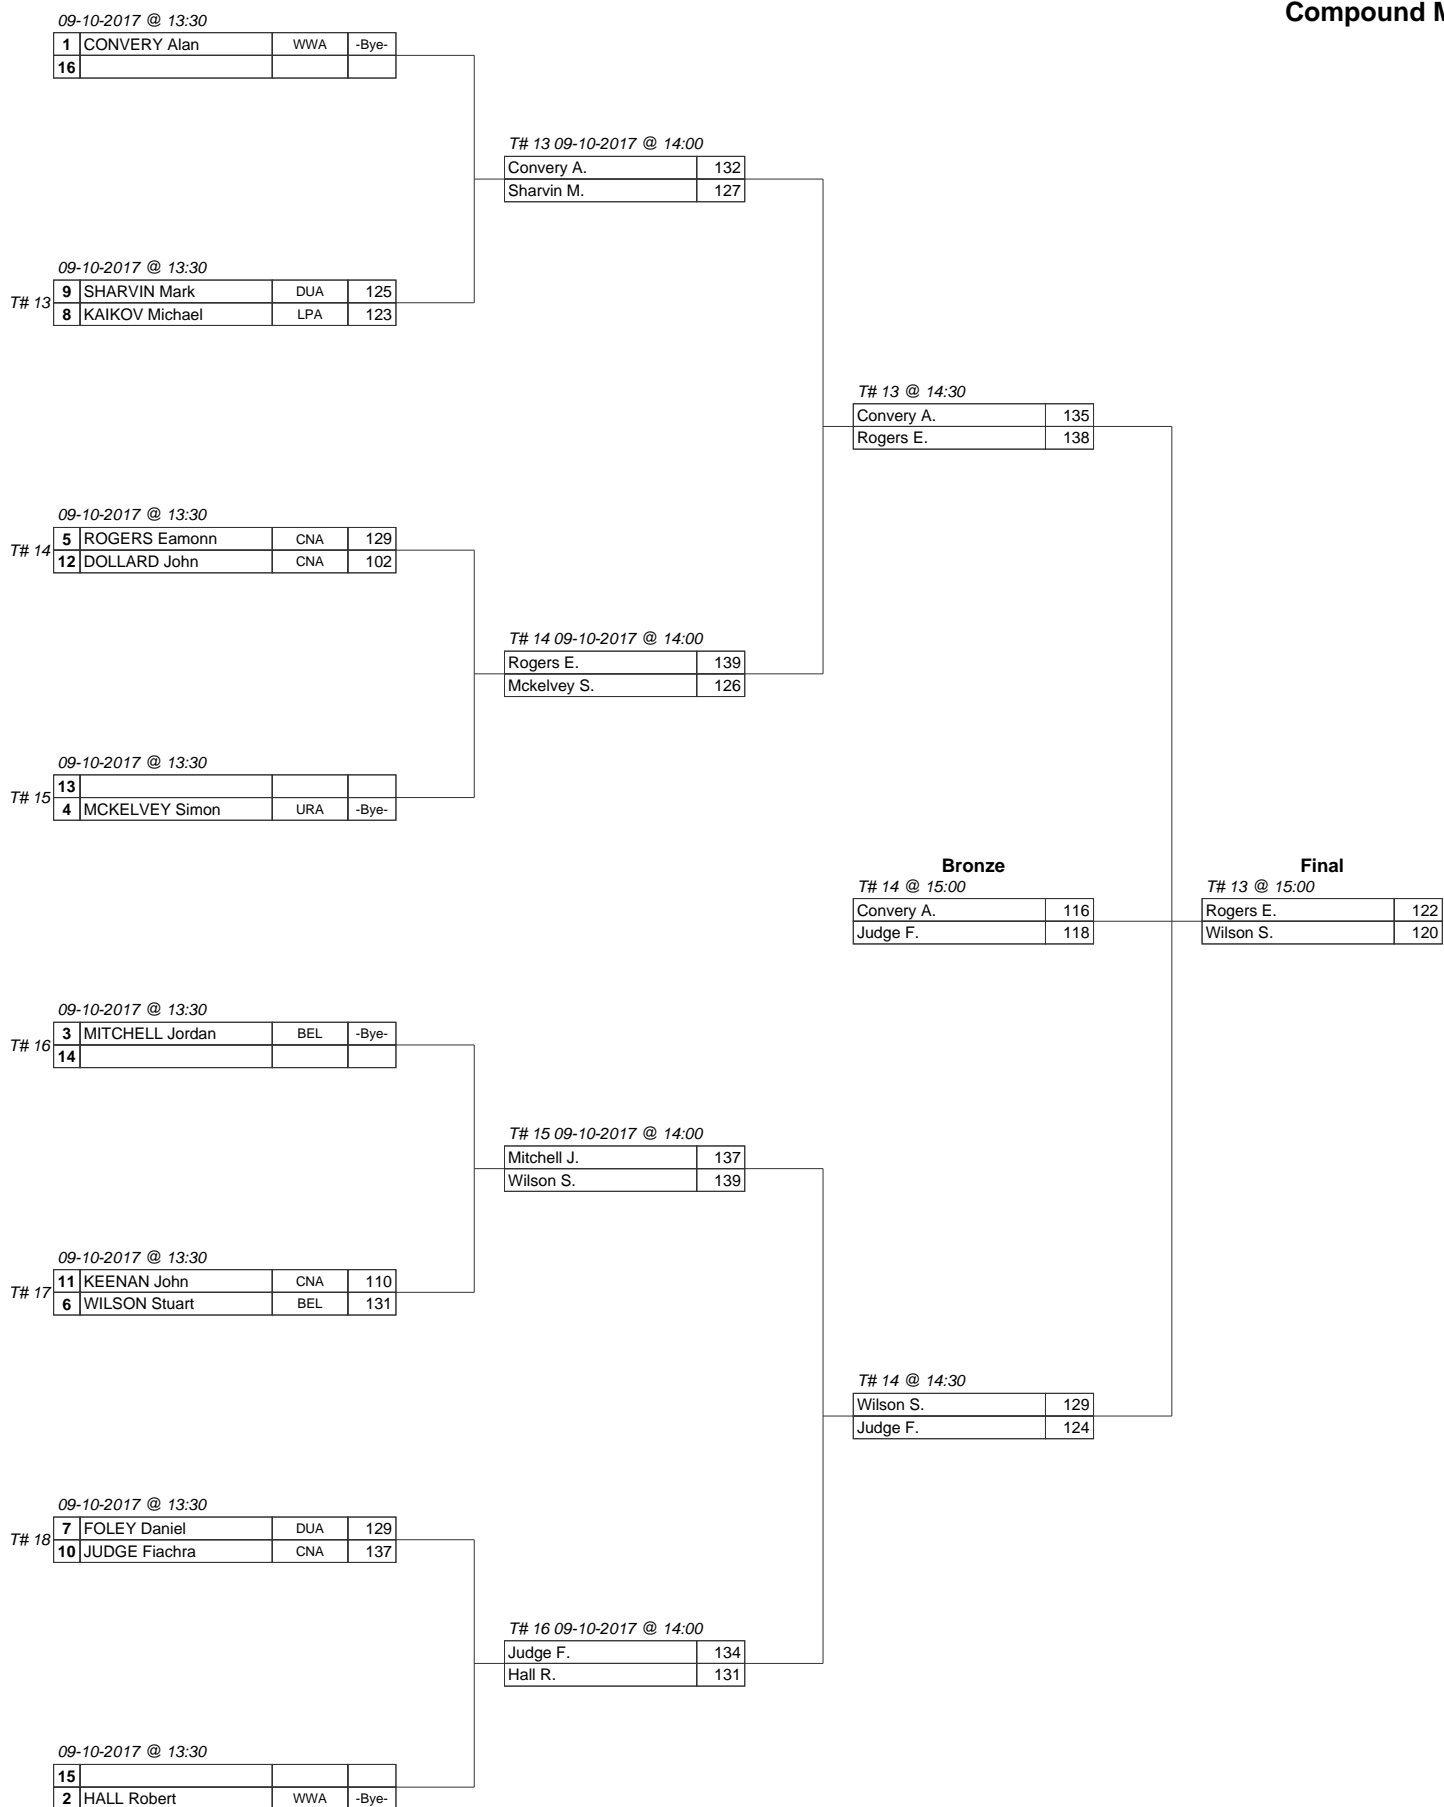 Compound M
09-10-2017 @ 13:30
1 CONVERY Alan WWA -Bye-
16
T# 13 09-10-2017 @ 14:00
Convery A. 132
Sharvin M. 127
09-10-2017 @ 13:30
T# 13
9 SHARVIN Mark DUA 125
8 KAIKOV Michael LPA 123
T# 13 @ 14:30
Convery A. 135
Rogers E. 138
09-10-2017 @ 13:30
T# 14
5 ROGERS Eamonn CNA 129
12 DOLLARD John CNA 102
T# 14 09-10-2017 @ 14:00
Rogers E. 139
Mckelvey S. 126
09-10-2017 @ 13:30
T# 15
13
4 MCKELVEY Simon URA -Bye-
Bronze
T# 14 @ 15:00
Convery A. 116
Judge F. 118
Final
T# 13 @ 15:00
Rogers E. 122
Wilson S. 120
09-10-2017 @ 13:30
T# 16
3 MITCHELL Jordan BEL -Bye-
14
T# 15 09-10-2017 @ 14:00
Mitchell J. 137
Wilson S. 139
09-10-2017 @ 13:30
T# 17
11 KEENAN John CNA 110
6 WILSON Stuart BEL 131
T# 14 @ 14:30
Wilson S. 129
Judge F. 124
09-10-2017 @ 13:30
T# 18
7 FOLEY Daniel DUA 129
10 JUDGE Fiachra CNA 137
T# 16 09-10-2017 @ 14:00
Judge F. 134
Hall R. 131
09-10-2017 @ 13:30
15
2 HALL Robert WWA -Bye-